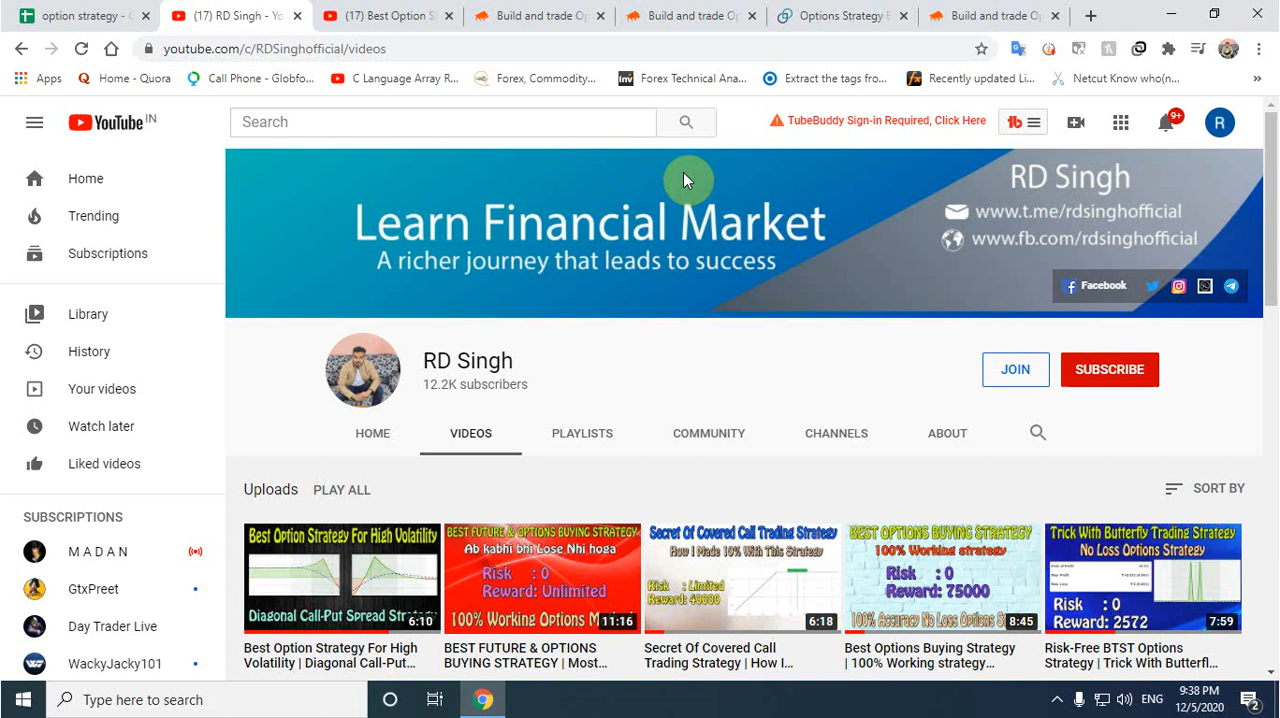 option strategy - G
(17) RD Singh - Yo
(17) Best Option S
Build and trade Op
Build and trade Op
Options Strategy B
Build and trade Op
youtube.com/c/RDSinghofficial/videos
Apps
Home - Quora
Call Phone - Globfo...
C Language Array R...
Forex, Commodity...
Inv
Forex Technical Ana...
Extract the tags from...
Recently updated Li...
Netcut Know who(n...
YouTube IN
Search
TubeBuddy Sign-in Required, Click Here
9+
R
Home
Trending
Subscriptions
Library
History
Your videos
Watch later
Liked videos
SUBSCRIPTIONS
M A D A N
GtxPreet
Day Trader Live
WackyJacky101
Learn Financial Market
A richer journey that leads to success
RD Singh
www.t.me/rdsinghofficial
www.fb.com/rdsinghofficial
Facebook
RD Singh
12.2K subscribers
JOIN
SUBSCRIBE
HOME
VIDEOS
PLAYLISTS
COMMUNITY
CHANNELS
ABOUT
Uploads
PLAY ALL
SORT BY
Best Option Strategy For High Volatility
Diagonal Call-Put Spread Strat
6:10
Best Option Strategy For High
Volatility | Diagonal Call-Put...
BEST FUTURE & OPTIONS BUYING STRATEGY
Ab kabhi bhi Lose Nhi hoga
Risk : 0
Reward: Unlimited
100% Working Options M
11:16
BEST FUTURE & OPTIONS
BUYING STRATEGY | Most...
Secret Of Covered Call Trading Strategy
How I Made 10% With This Strategy
Risk : Limited
Reward: 40000
6:18
Secret Of Covered Call
Trading Strategy | How I...
BEST OPTIONS BUYING STRATEGY
100% Working strategy
Risk : 0
Reward: 75000
100% Accuracy No Loss Options S
8:45
Best Options Buying Strategy
| 100% Working strategy...
Trick With Butterfly Trading Strategy
No Loss Options Strategy
Risk : 0
Reward: 2572
7:59
Risk-Free BTST Options
Strategy | Trick With Butterfl...
Type here to search
ENG
9:38 PM
12/5/2020
2